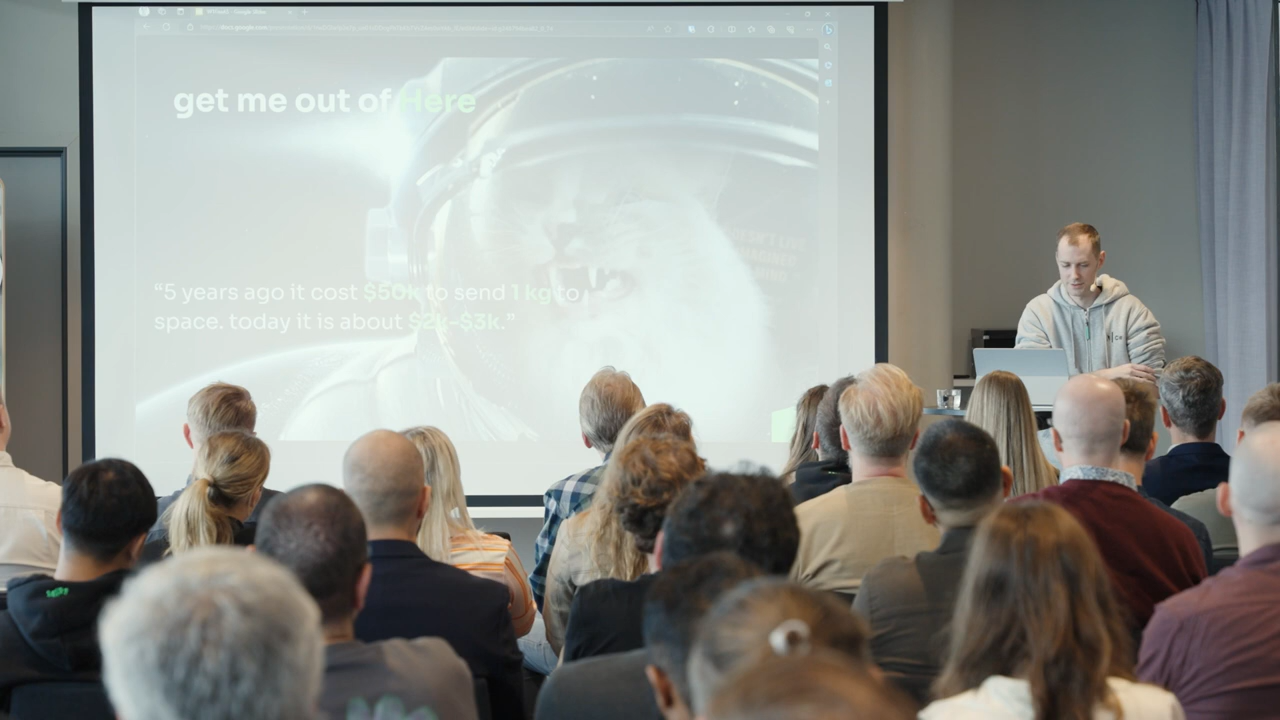 get me out of Here
“5 years ago it cost $50k to send 1 kg to
space. today it is about $2k-$3k.”